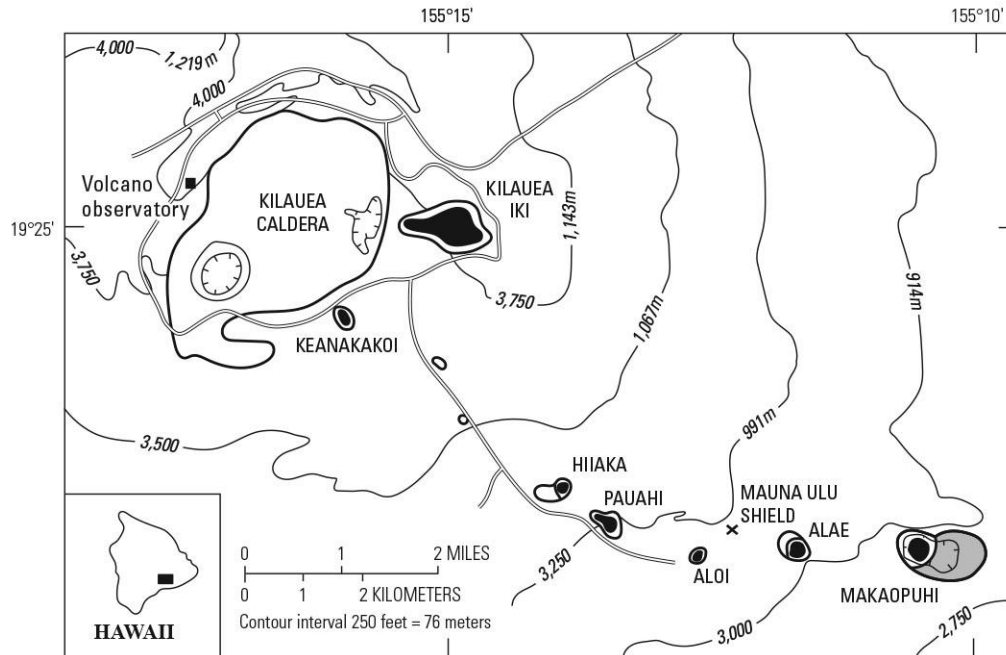 155°15'
155°10'
4,000
1,219m
4,000
Volcano
observatory
KILAUEA
CALDERA
KILAUEA
IKI
19°25'
3,750
1,143m
914m
3,750
1,067m
KEANAKAKOI
3,500
991m
HIIAKA
PAUAHI
MAUNA ULU
SHIELD
ALAE
3,250
ALOI
MAKAOPUHI
3,000
2,750
0 1 2 MILES
0 1 2 KILOMETERS
Contour interval 250 feet = 76 meters
HAWAII